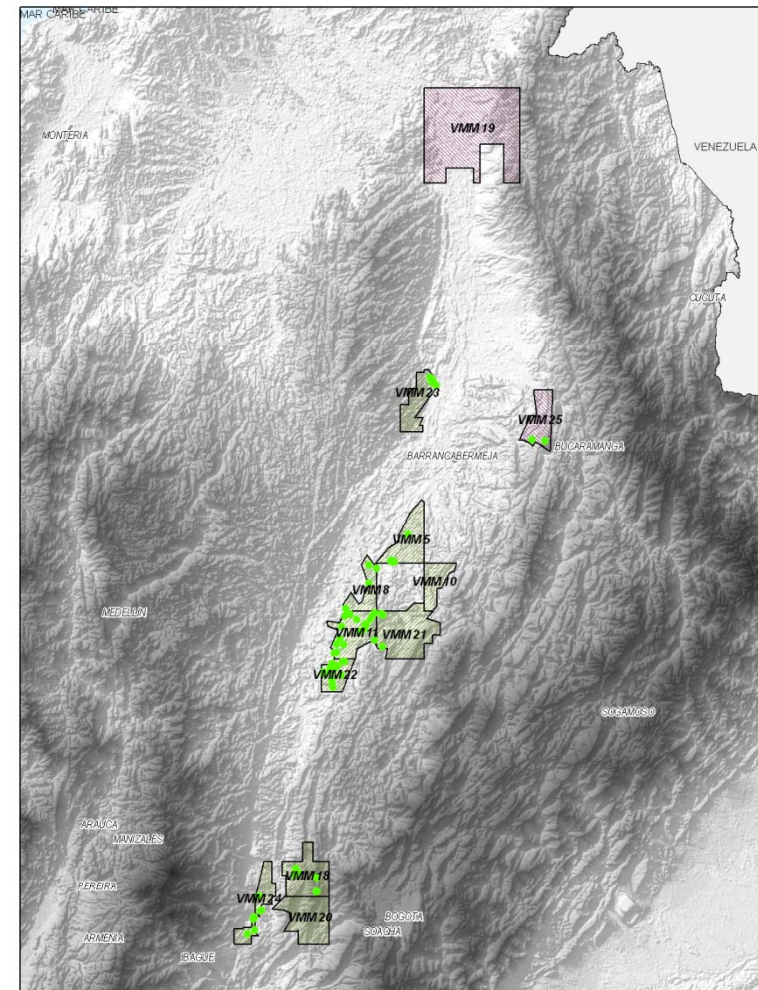 MAR CARIBE
MAR CARIBE
VMM 19
MONTERIA
VENEZUELA
CUCUTA
VMM 23
VMM 25
BUCARAMANGA
BARRANCABERMEJA
VMM 5
VMM 10
VMM 8
MEDELLIN
VMM 11
VMM 21
VMM 22
SOGAMOSO
ARAUCA
MANIZALES
VMM 18
PEREIRA
VMM 24
VMM 20
BOGOTA
SOACHA
ARMENIA
IBAGUE